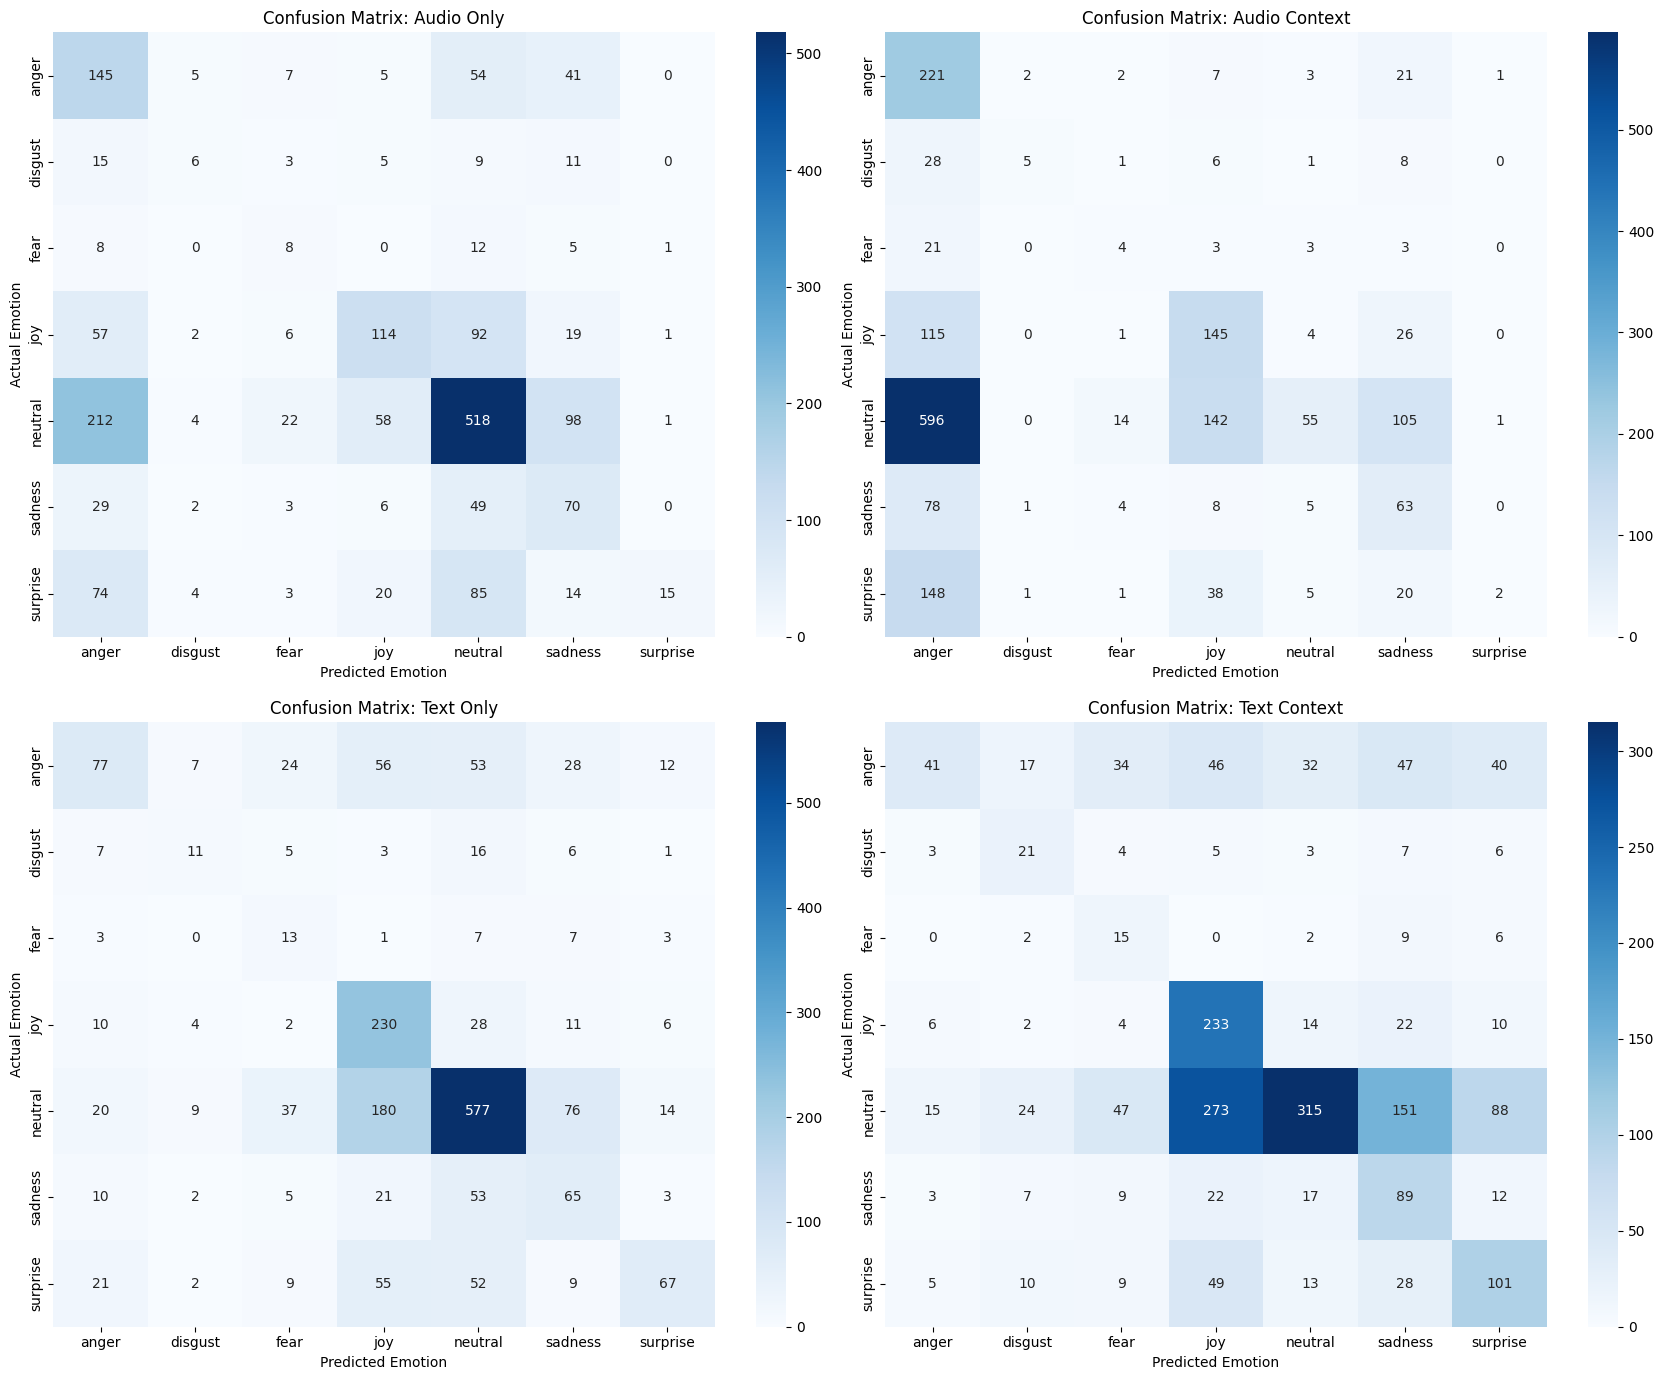 Confusion Matrix: Audio Only
Actual Emotion
anger 145 5 7 5 54 41 0
disgust 15 6 3 5 9 11 0
fear 8 0 8 0 12 5 1
joy 57 2 6 114 92 19 1
neutral 212 4 22 58 518 98 1
sadness 29 2 3 6 49 70 0
surprise 74 4 3 20 85 14 15
anger disgust fear joy neutral sadness surprise
Predicted Emotion
500
400
300
200
100
0
Confusion Matrix: Audio Context
Actual Emotion
anger 221 2 2 7 3 21 1
disgust 28 5 1 6 1 8 0
fear 21 0 4 3 3 3 0
joy 115 0 1 145 4 26 0
neutral 596 0 14 142 55 105 1
sadness 78 1 4 8 5 63 0
surprise 148 1 1 38 5 20 2
anger disgust fear joy neutral sadness surprise
Predicted Emotion
500
400
300
200
100
0
Confusion Matrix: Text Only
Actual Emotion
anger 77 7 24 56 53 28 12
disgust 7 11 5 3 16 6 1
fear 3 0 13 1 7 7 3
joy 10 4 2 230 28 11 6
neutral 20 9 37 180 577 76 14
sadness 10 2 5 21 53 65 3
surprise 21 2 9 55 52 9 67
anger disgust fear joy neutral sadness surprise
Predicted Emotion
500
400
300
200
100
0
Confusion Matrix: Text Context
Actual Emotion
anger 41 17 34 46 32 47 40
disgust 3 21 4 5 3 7 6
fear 0 2 15 0 2 9 6
joy 6 2 4 233 14 22 10
neutral 15 24 47 273 315 151 88
sadness 3 7 9 22 17 89 12
surprise 5 10 9 49 13 28 101
anger disgust fear joy neutral sadness surprise
Predicted Emotion
300
250
200
150
100
50
0